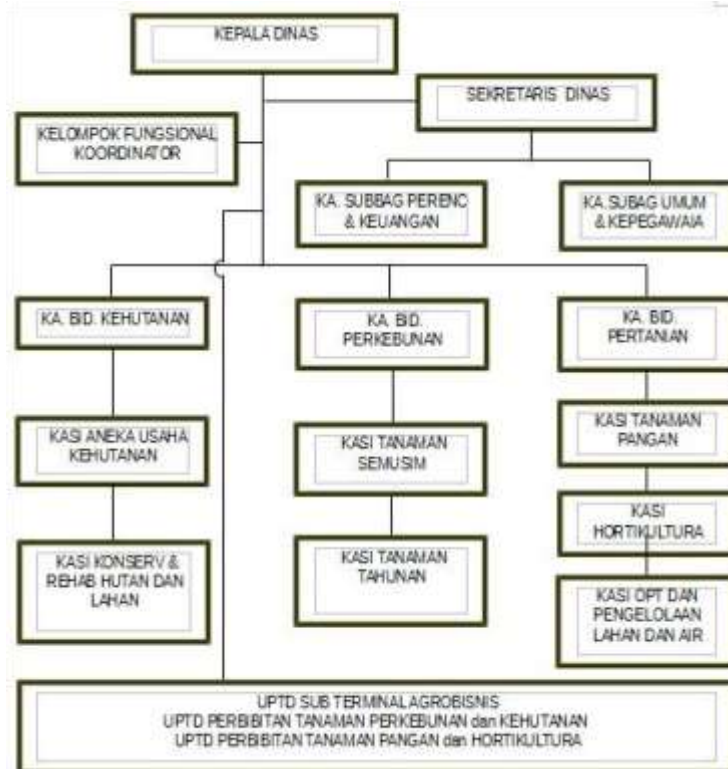 KEPALA DINAS
SEKRETARIS DINAS
KELOMPOK FUNGSIONAL
KOORDINATOR
KA. SUBBAG PERENC
& KEUANGAN
KA.SUBAG UMUM
& KEPEGAWAIA
KA. BID. KEHUTANAN
KA. BID.
PERKEBUNAN
KA. BID.
PERTANIAN
KASI ANEKA USAHA
KEHUTANAN
KASI TANAMAN
SEMUSIM
KASI TANAMAN
PANGAN
KASI
HORTIKULTURA
KASI KONSERV &
REHAB HUTAN DAN
LAHAN
KASI TANAMAN
TAHUNAN
KASI OPT DAN
PENGELOLAAN
LAHAN DAN AIR
UPTD SUB TERMINAL AGROBISNIS
UPTD PERBIBITAN TANAMAN PERKEBUNAN dan KEHUTANAN
UPTD PERBIBITAN TANAMAN PANGAN dan HORTIKULTURA